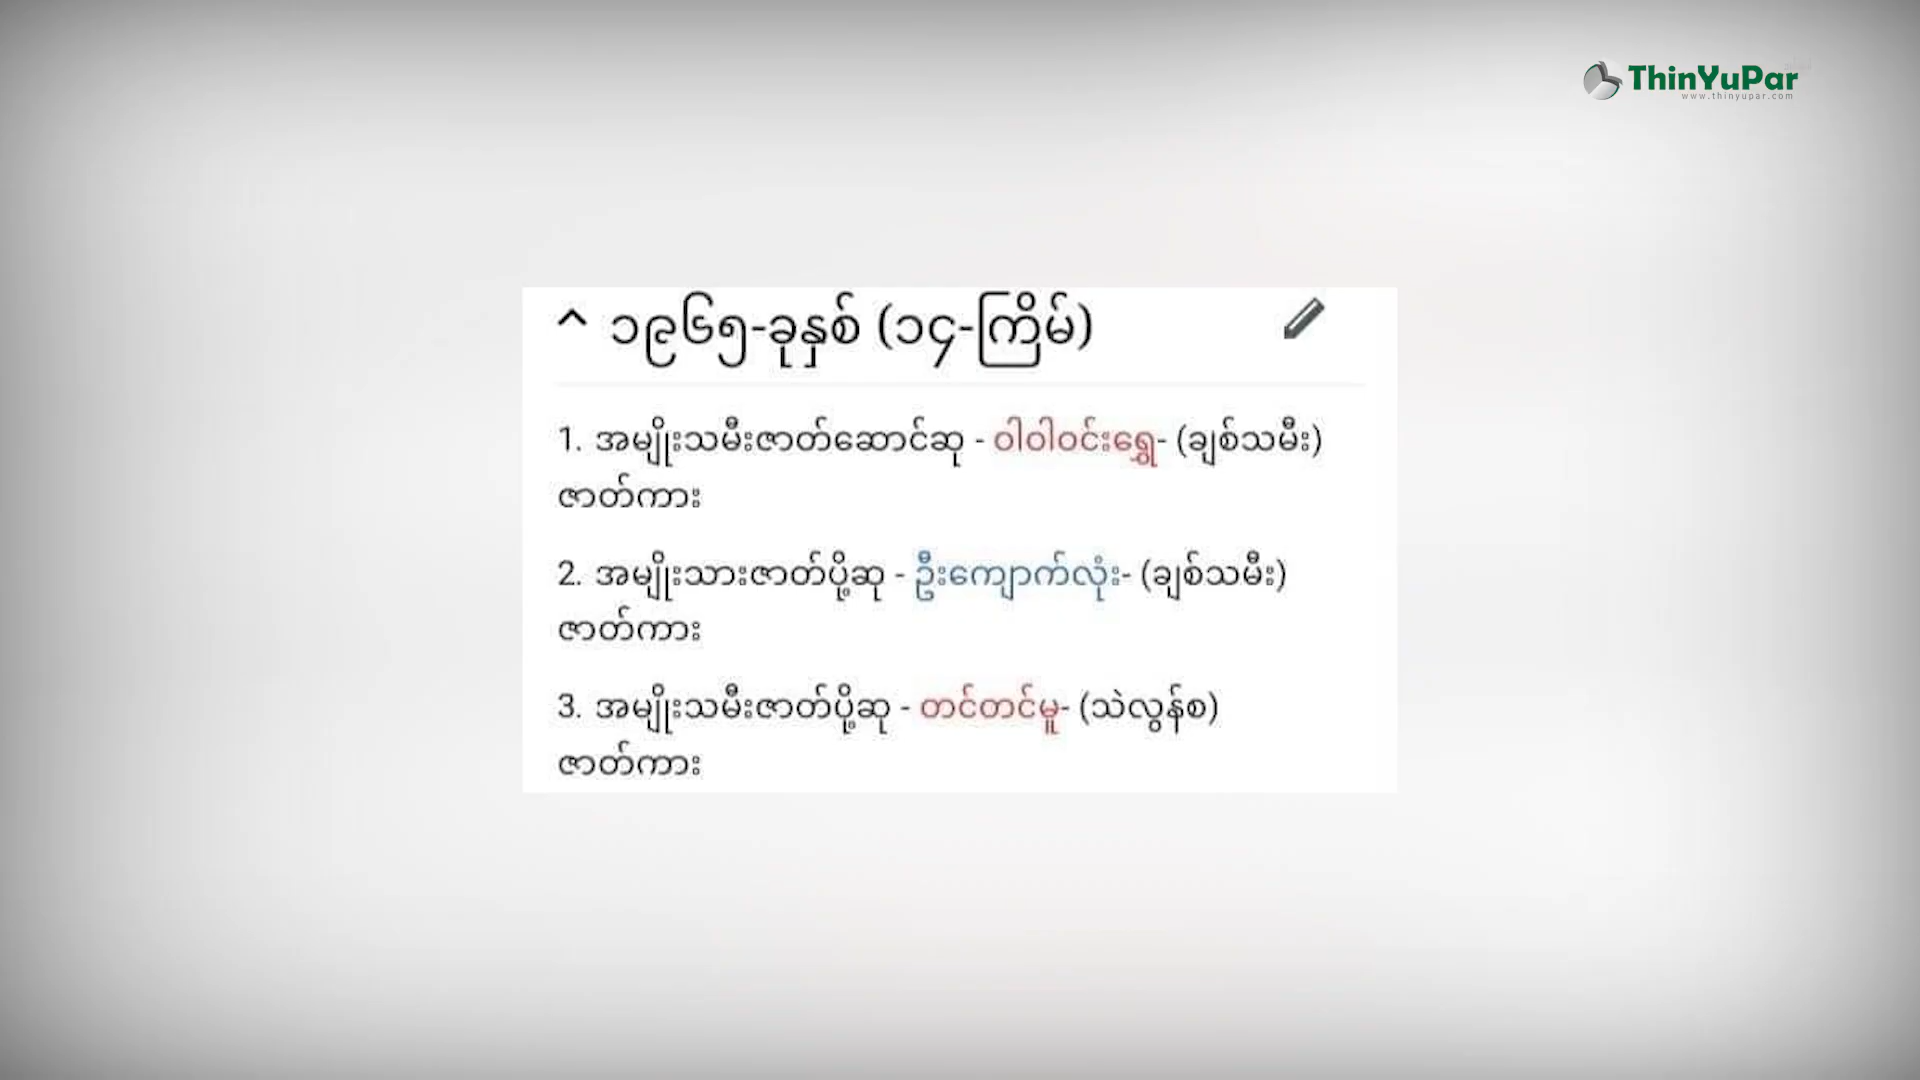 ThinYuPar
www.thinyupar.com
^ ၁၉၆၅-ခုနှစ် (၁၄-ကြိမ်)
1. အမျိုးသမီးဇာတ်ဆောင်ဆု - ဝါဝါဝင်းရွှေ- (ချစ်သမီး)
ဇာတ်ကား
2. အမျိုးသားဇာတ်ပို့ဆု - ဦးကျောက်လုံး- (ချစ်သမီး)
ဇာတ်ကား
3. အမျိုးသမီးဇာတ်ပို့ဆု - တင်တင်မူ- (သဲလွန်စ)
ဇာတ်ကား